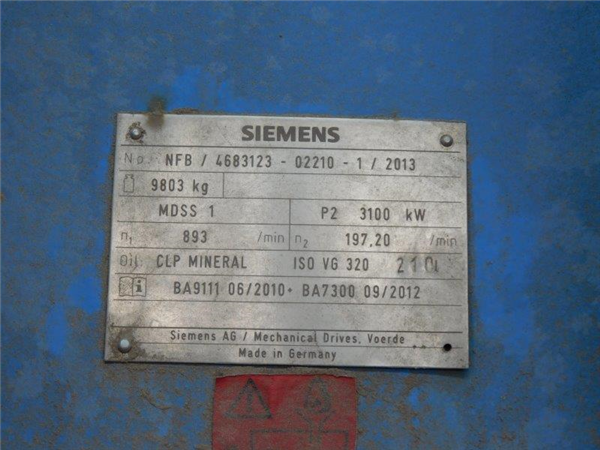 SIEMENS
No. NFB / 4683123 - 02210 - 1 / 2013
9803 kg
MDSS 1 P2 3100 kW
n₁ 893 /min n₂ 197,20 /min
Oil CLP MINERAL ISO VG 320 210 l
i BA9111 06/2010 · BA7300 09/2012
Siemens AG / Mechanical Drives, Voerde
Made in Germany